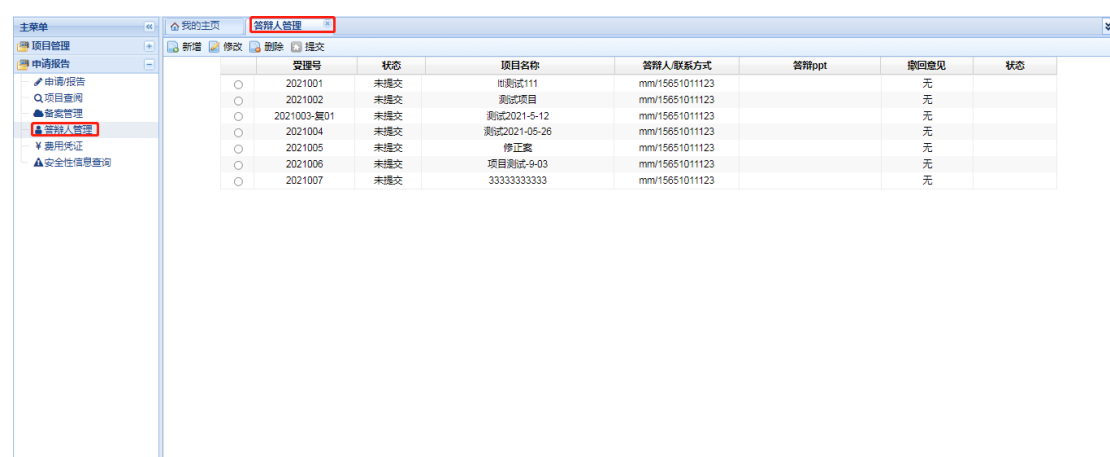 主菜单
我的主页 答辩人管理
项目管理
新增 修改 删除 提交
申请报告
受理号 状态 项目名称 答辩人/联系方式 答辩ppt 撤回意见 状态
申请/报告
项目查阅
备案管理
答辩人管理
费用凭证
安全性信息查询
2021001 未提交 ltl测试111 mm/15651011123 无
2021002 未提交 测试项目 mm/15651011123 无
2021003-复01 未提交 测试2021-5-12 mm/15651011123 无
2021004 未提交 测试2021-05-26 mm/15651011123 无
2021005 未提交 修正案 mm/15651011123 无
2021006 未提交 项目测试-9-03 mm/15651011123 无
2021007 未提交 33333333333 mm/15651011123 无